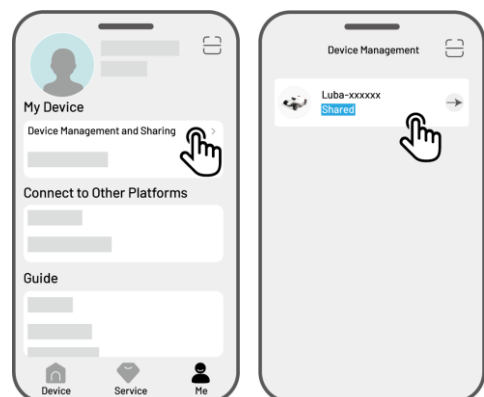 My Device
Device Management and Sharing
Connect to Other Platforms
Guide
Device Service Me
Device Management
Luba-xxxxxx
Shared